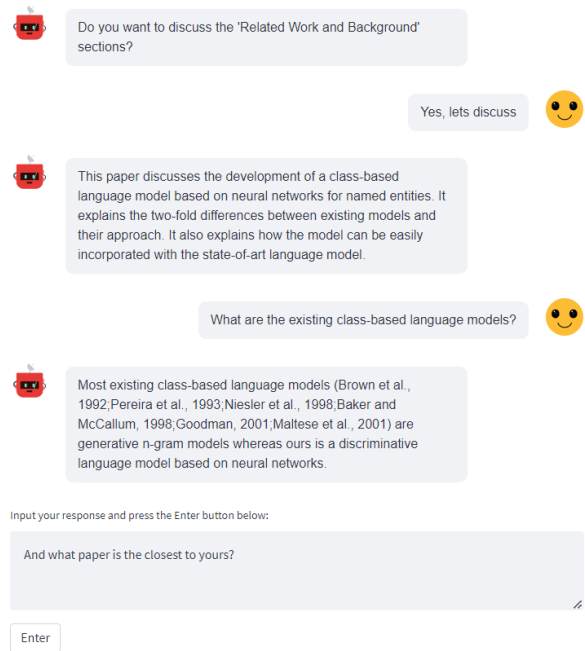 Do you want to discuss the 'Related Work and Background'
sections?
Yes, lets discuss
This paper discusses the development of a class-based
language model based on neural networks for named entities. It
explains the two-fold differences between existing models and
their approach. It also explains how the model can be easily
incorporated with the state-of-art language model.
What are the existing class-based language models?
Most existing class-based language models (Brown et al.,
1992;Pereira et al., 1993;Niesler et al., 1998;Baker and
McCallum, 1998;Goodman, 2001;Maltese et al., 2001) are
generative n-gram models whereas ours is a discriminative
language model based on neural networks.
Input your response and press the Enter button below:
And what paper is the closest to yours?
Enter